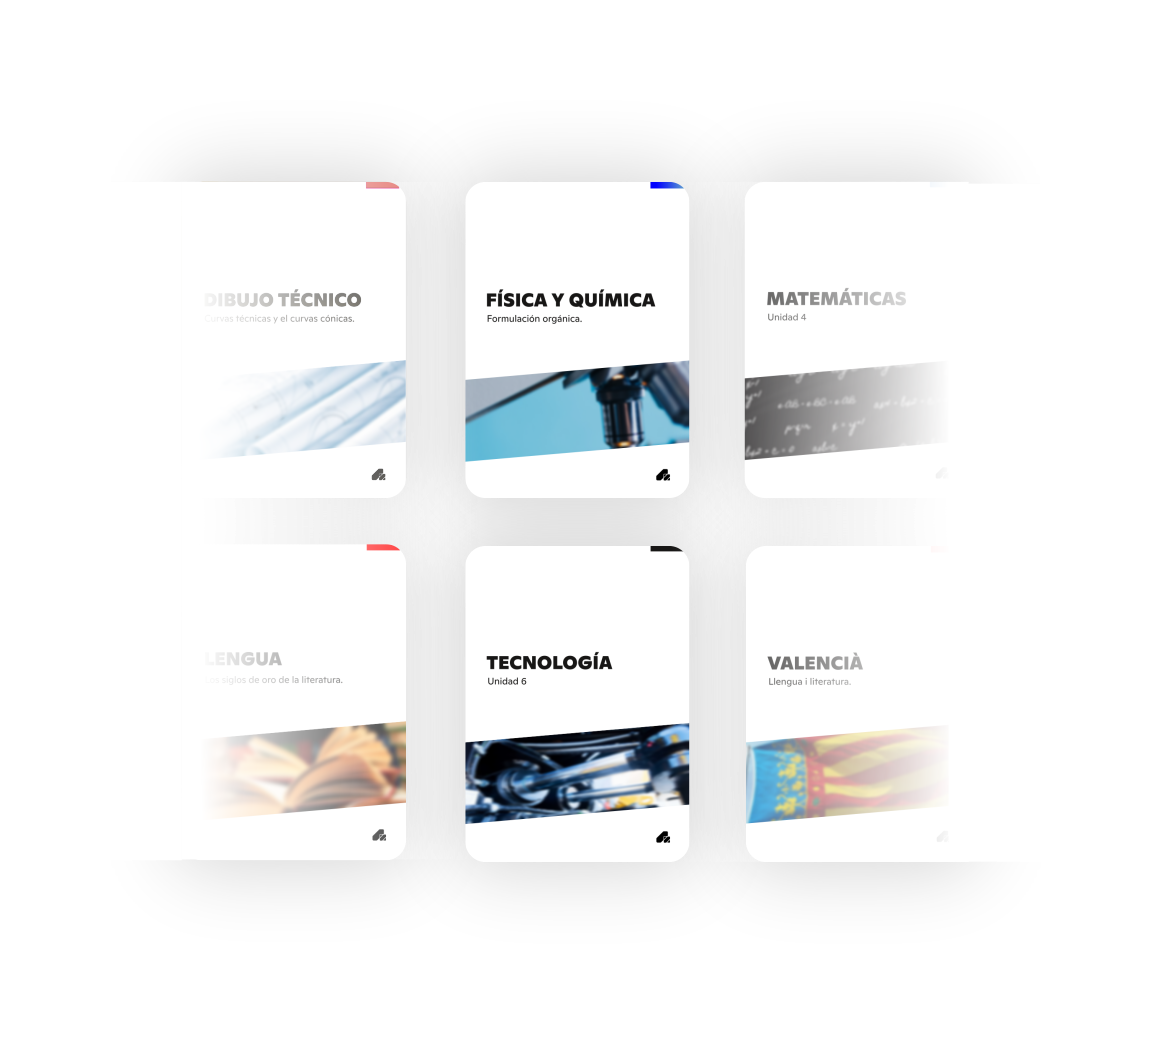 DIBUJO TÉCNICO
Curvas técnicas y el curvas cónicas.
FÍSICA Y QUÍMICA
Formulación orgánica.
MATEMÁTICAS
Unidad 4
LENGUA
Los siglos de oro de la literatura.
TECNOLOGÍA
Unidad 6
VALENCIÀ
Llengua i literatura.